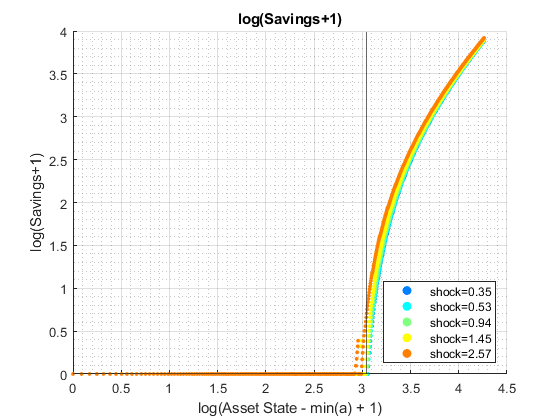 log(Savings+1)
4
3.5
3
2.5
2
1.5
1
0.5
0
log(Savings+1)
shock=0.35
shock=0.53
shock=0.94
shock=1.45
shock=2.57
0 0.5 1 1.5 2 2.5 3 3.5 4 4.5
log(Asset State - min(a) + 1)